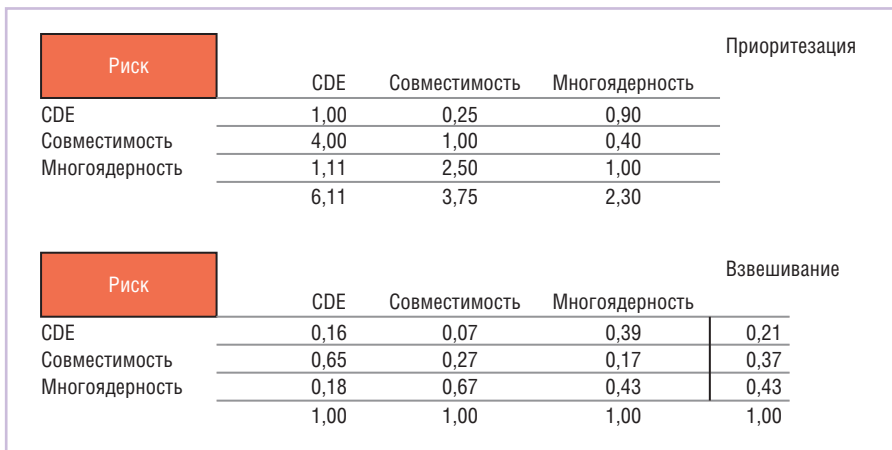 Приоритезация
Риск
CDE Совместимость Многоядерность
CDE 1,00 0,25 0,90
Совместимость 4,00 1,00 0,40
Многоядерность 1,11 2,50 1,00
6,11 3,75 2,30
Взвешивание
Риск
CDE Совместимость Многоядерность
CDE 0,16 0,07 0,39 0,21
Совместимость 0,65 0,27 0,17 0,37
Многоядерность 0,18 0,67 0,43 0,43
1,00 1,00 1,00 1,00